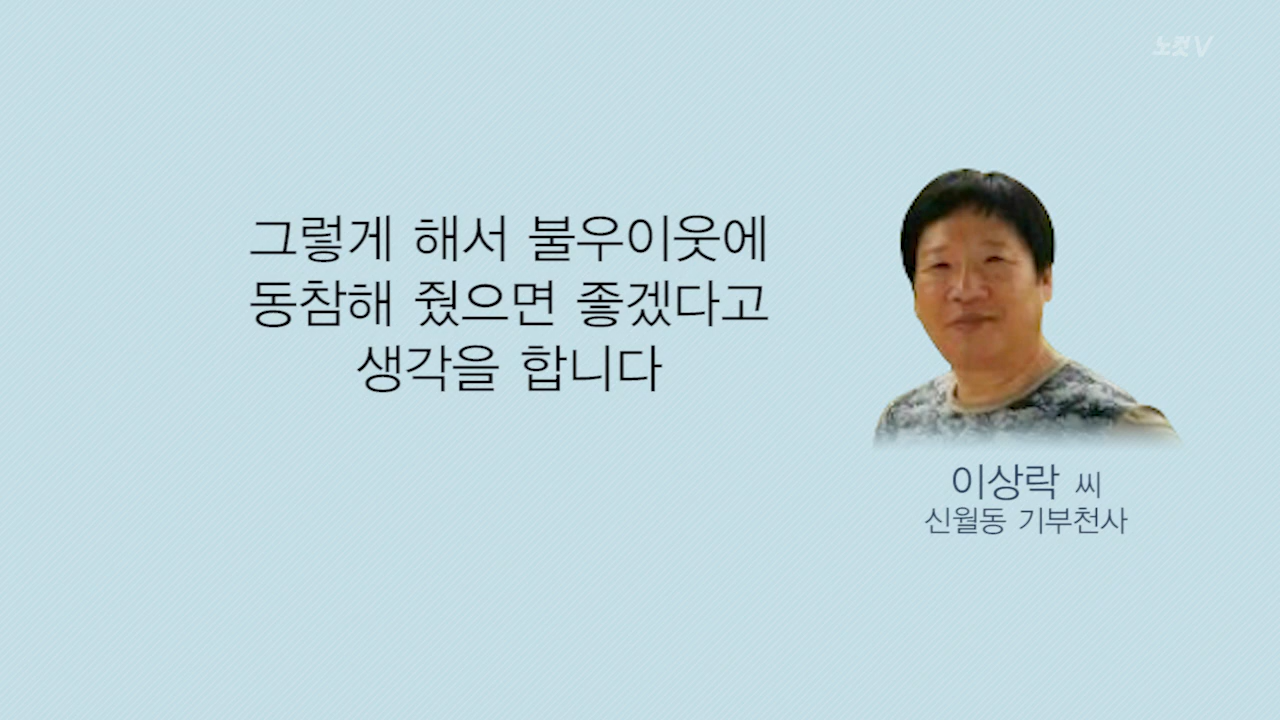 노컷V
그렇게 해서 불우이웃에
동참해 줬으면 좋겠다고
생각을 합니다
이상락 씨
신월동 기부천사